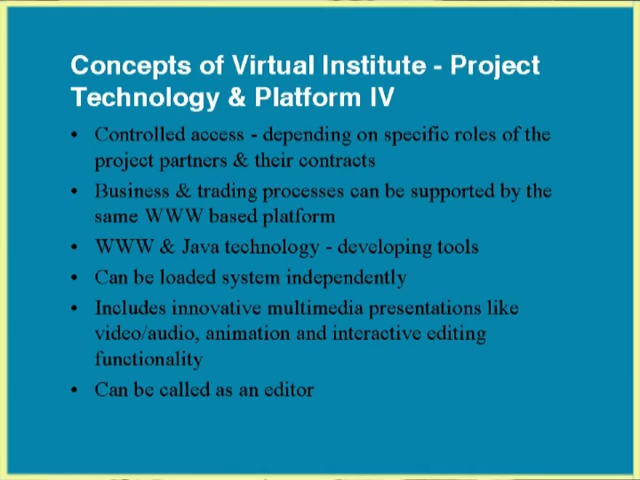 Concepts of Virtual Institute - Project
Technology & Platform IV
• Controlled access - depending on specific roles of the
project partners & their contracts
• Business & trading processes can be supported by the
same WWW based platform
• WWW & Java technology - developing tools
• Can be loaded system independently
• Includes innovative multimedia presentations like
video/audio, animation and interactive editing
functionality
• Can be called as an editor